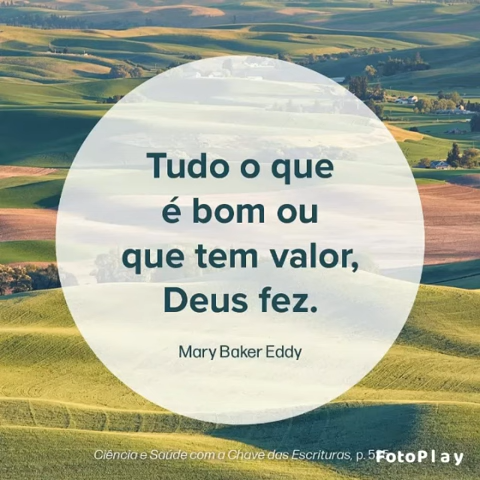 Tudo o que
é bom ou
que tem valor,
Deus fez.
Mary Baker Eddy
Ciência e Saúde com a Chave das Escrituras, p.
FotoPlay